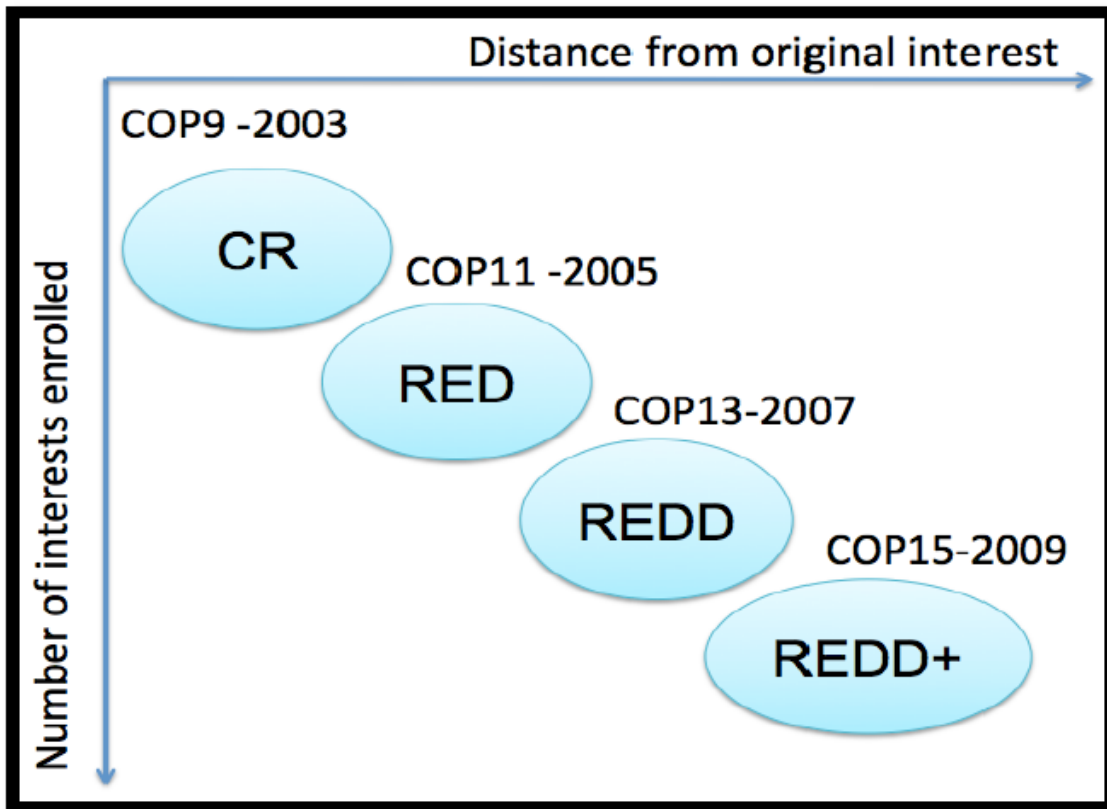 Distance from original interest
COP9 -2003
CR
COP11 -2005
RED
COP13-2007
REDD
COP15-2009
REDD+
Number of interests enrolled